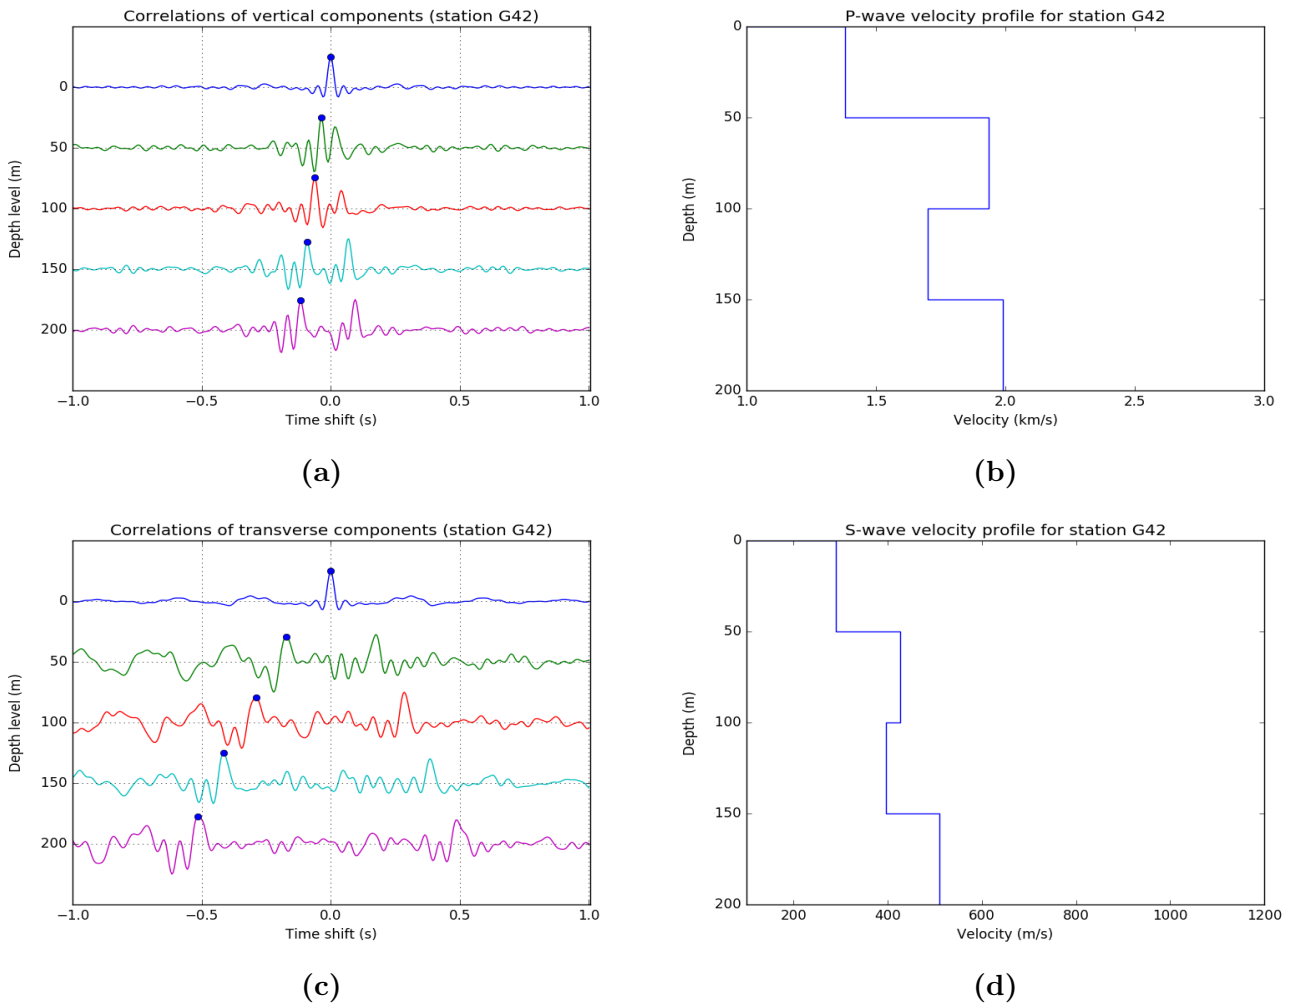 Correlations of vertical components (station G42)
Depth level (m)
0
50
100
150
200
−1.0 −0.5 0.0 0.5 1.0
Time shift (s)
(a)
P-wave velocity profile for station G42
Depth (m)
0
50
100
150
200
1.0 1.5 2.0 2.5 3.0
Velocity (km/s)
(b)
Correlations of transverse components (station G42)
Depth level (m)
0
50
100
150
200
−1.0 −0.5 0.0 0.5 1.0
Time shift (s)
(c)
S-wave velocity profile for station G42
Depth (m)
0
50
100
150
200
200 400 600 800 1000 1200
Velocity (m/s)
(d)